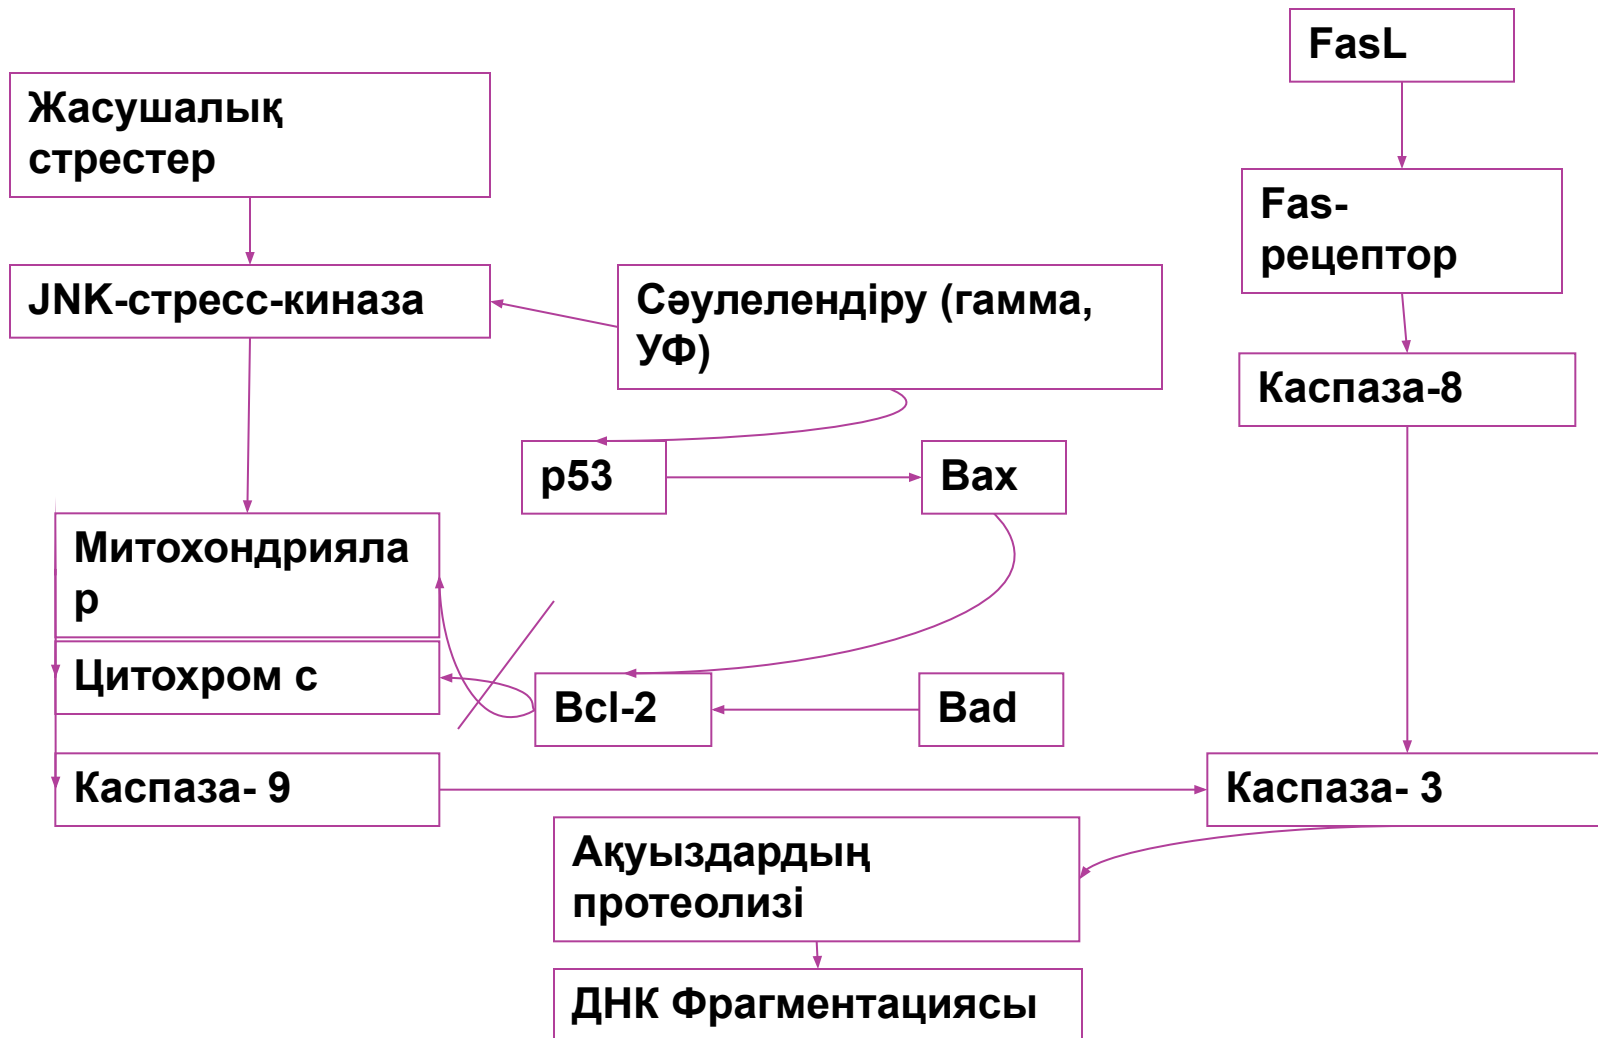 FasL
Жасушалық
стрестер
Fas-
рецептор
JNK-стресс-киназа
Сәулелендіру (гамма,
УФ)
Каспаза-8
p53
Bax
Митохондрияла
р
Цитохром с
Bcl-2
Bad
Каспаза- 9
Каспаза- 3
Ақуыздардың
протеолизі
ДНК Фрагментациясы